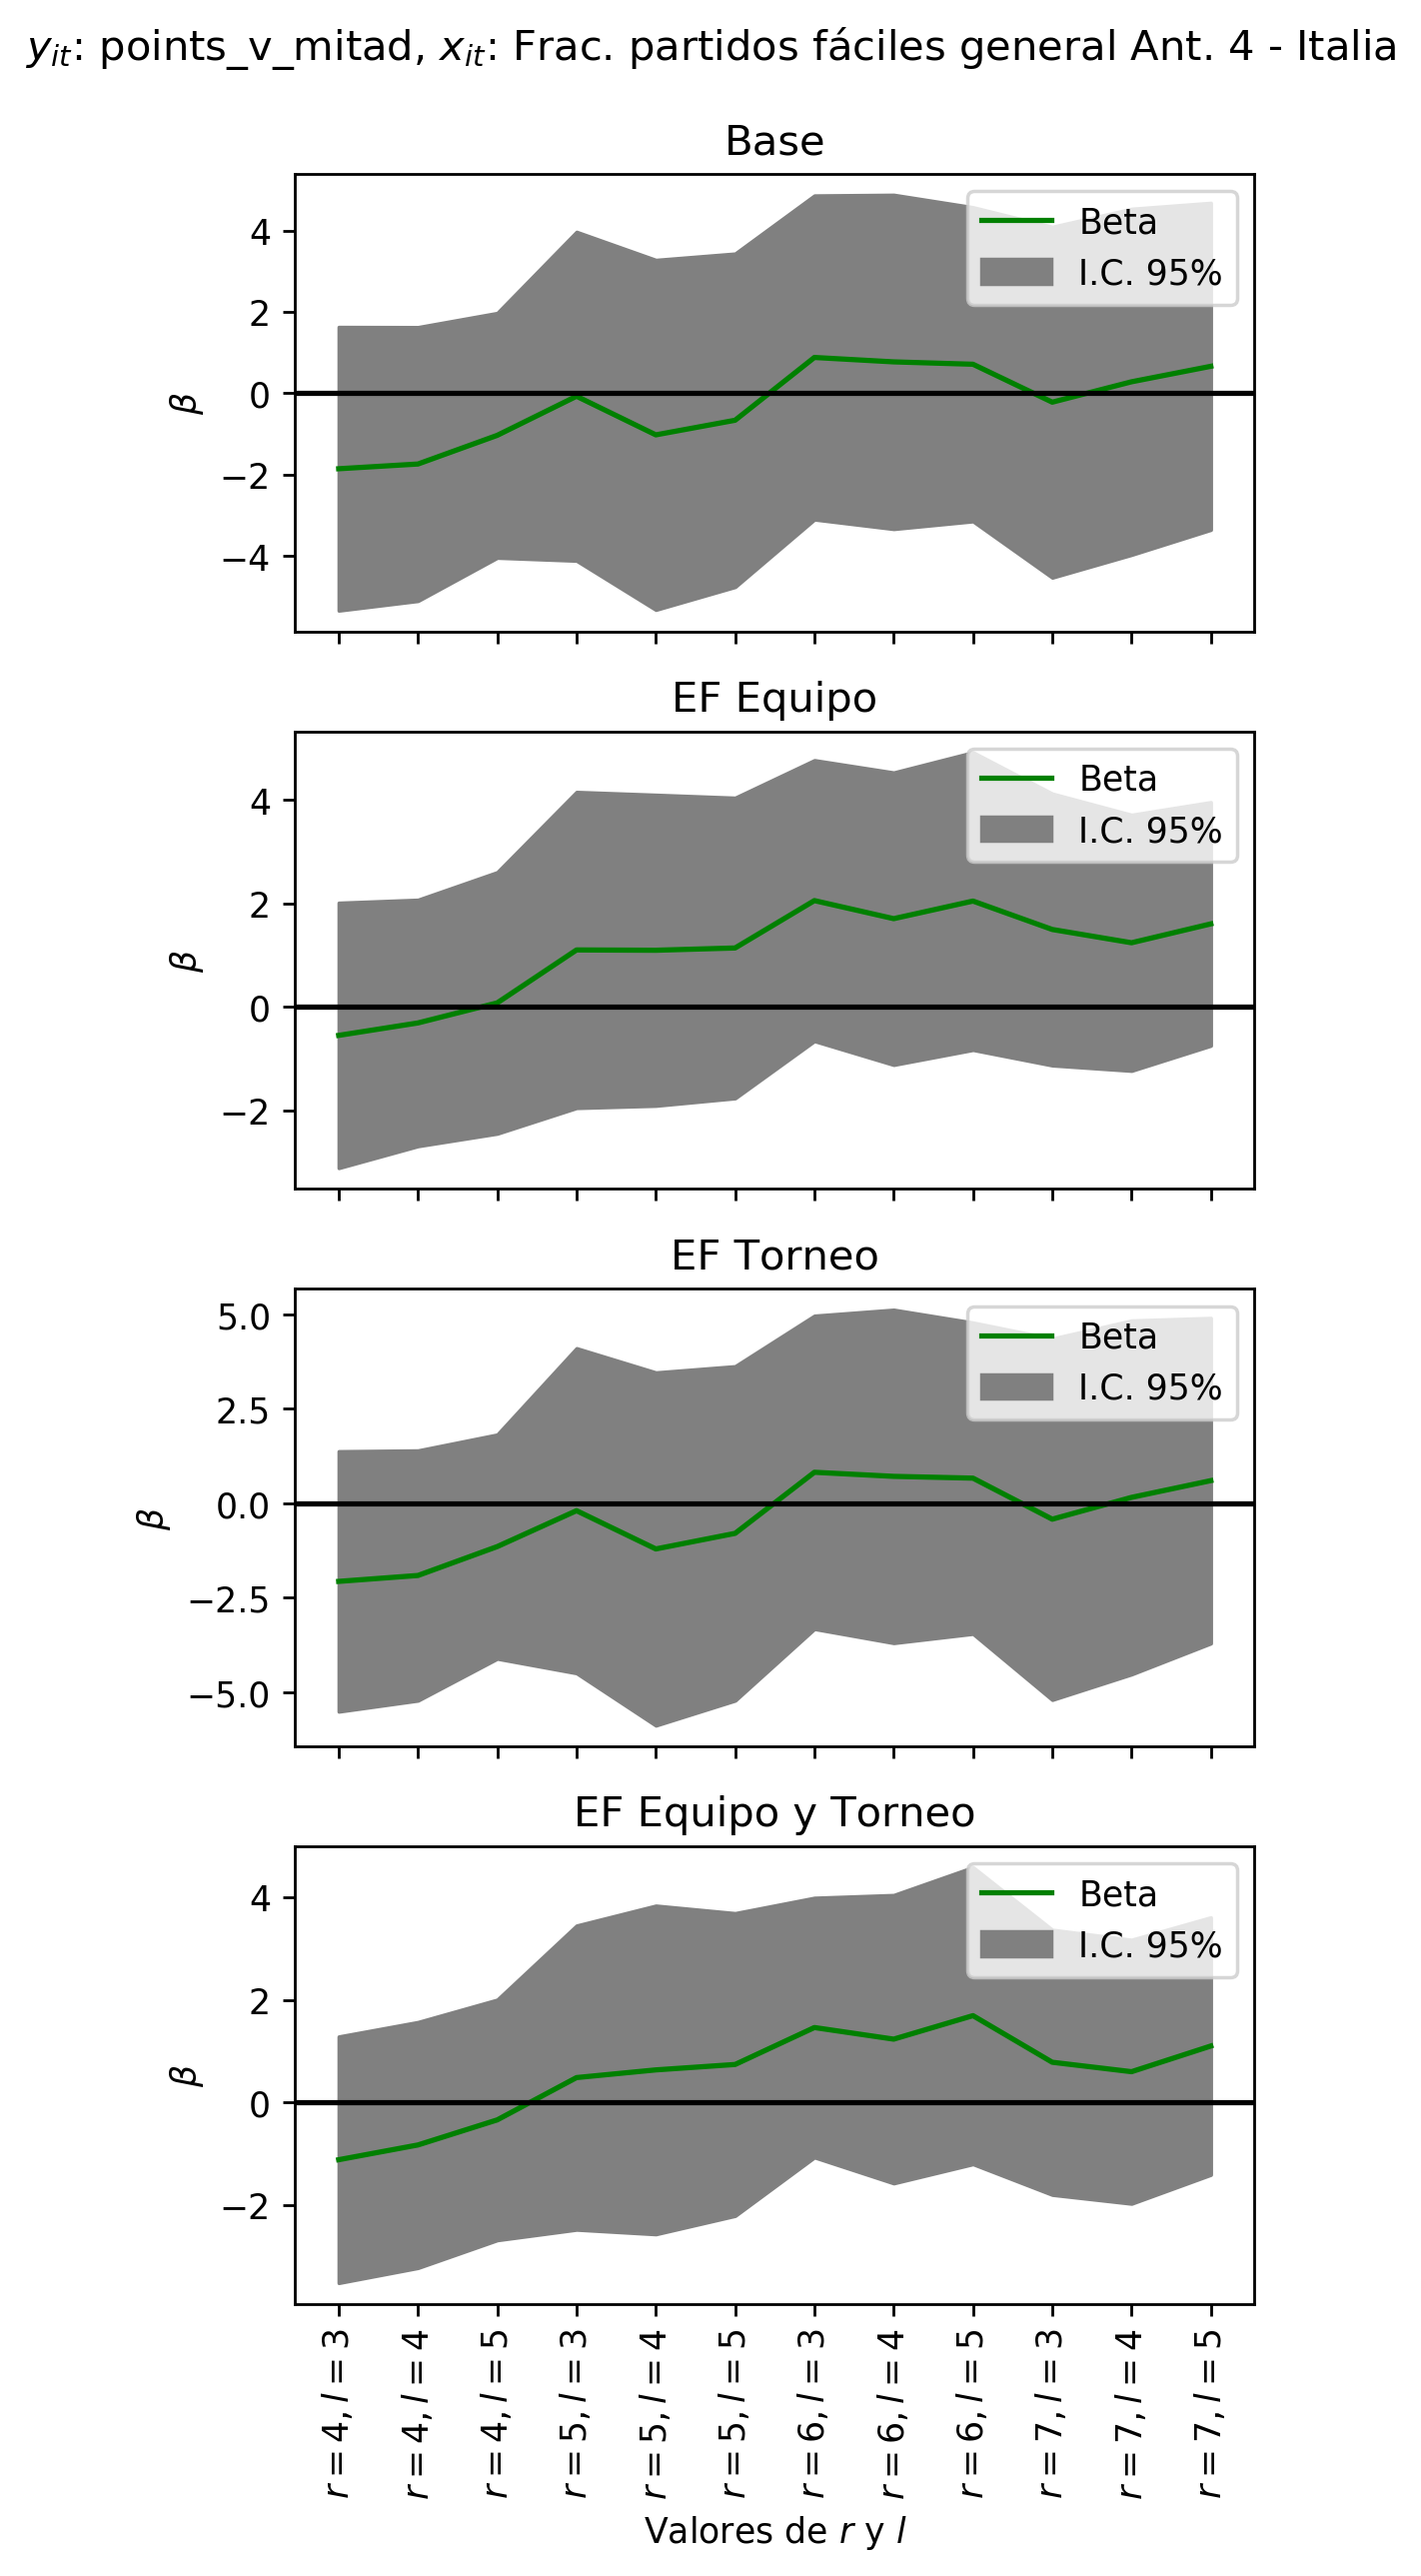 y_it: points_v_mitad, x_it: Frac. partidos fáciles general Ant. 4 - Italia
Base
4
2
0
−2
−4
β
Beta
I.C. 95%
EF Equipo
4
2
0
−2
β
Beta
I.C. 95%
EF Torneo
5.0
2.5
0.0
−2.5
−5.0
β
Beta
I.C. 95%
EF Equipo y Torneo
4
2
0
−2
β
Beta
I.C. 95%
r = 4, l = 3
r = 4, l = 4
r = 4, l = 5
r = 5, l = 3
r = 5, l = 4
r = 5, l = 5
r = 6, l = 3
r = 6, l = 4
r = 6, l = 5
r = 7, l = 3
r = 7, l = 4
r = 7, l = 5
Valores de r y l